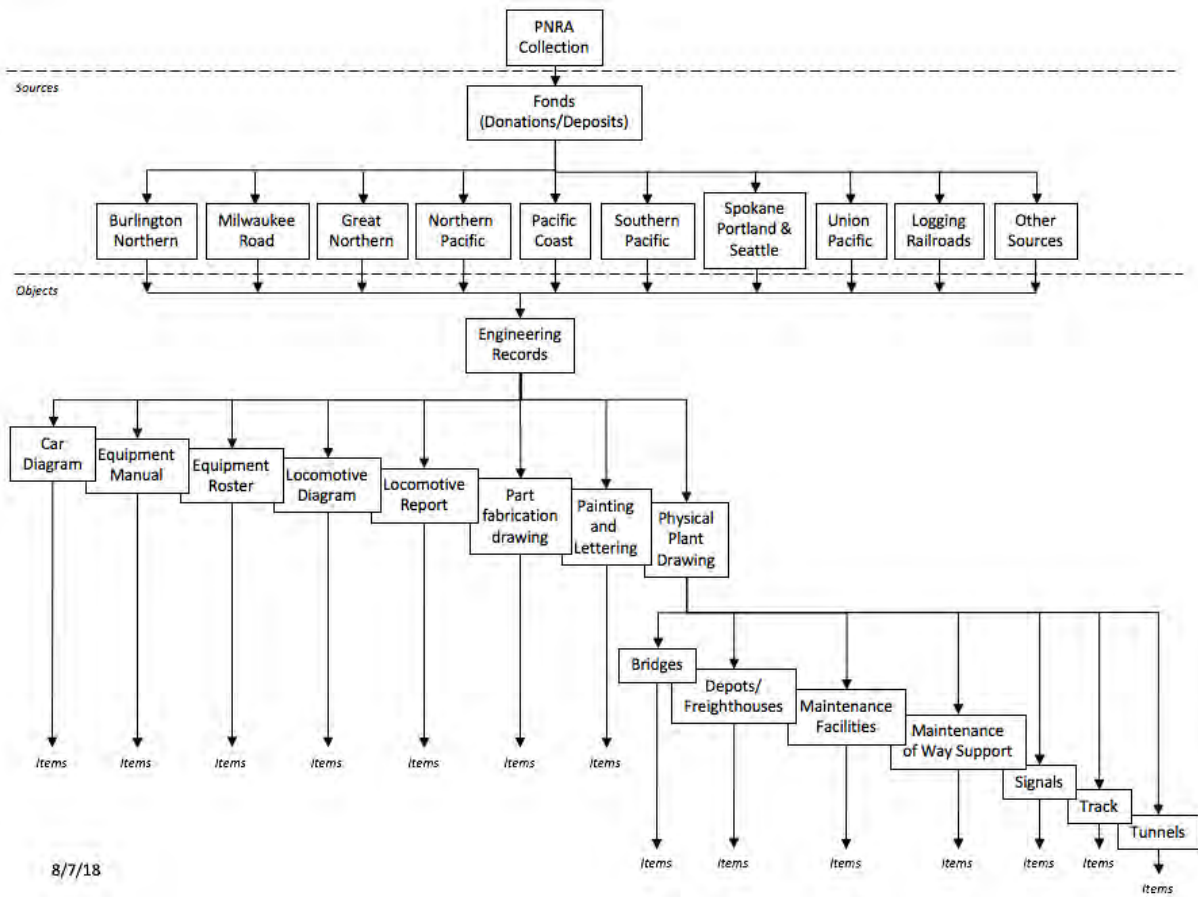 PNRA
Collection
Sources
Fonds
(Donations/Deposits)
Burlington
Northern
Milwaukee
Road
Great
Northern
Northern
Pacific
Pacific
Coast
Southern
Pacific
Spokane
Portland &
Seattle
Union
Pacific
Logging
Railroads
Other
Sources
Objects
Engineering
Records
Car
Diagram
Equipment
Manual
Equipment
Roster
Locomotive
Diagram
Locomotive
Report
Part
fabrication
drawing
Painting
and
Lettering
Physical
Plant
Drawing
Bridges
Depots/
Freighthouses
Maintenance
Facilities
Maintenance
of Way Support
Signals
Track
Tunnels
Items
Items
Items
Items
Items
Items
Items
Items
Items
Items
Items
Items
Items
Items
8/7/18